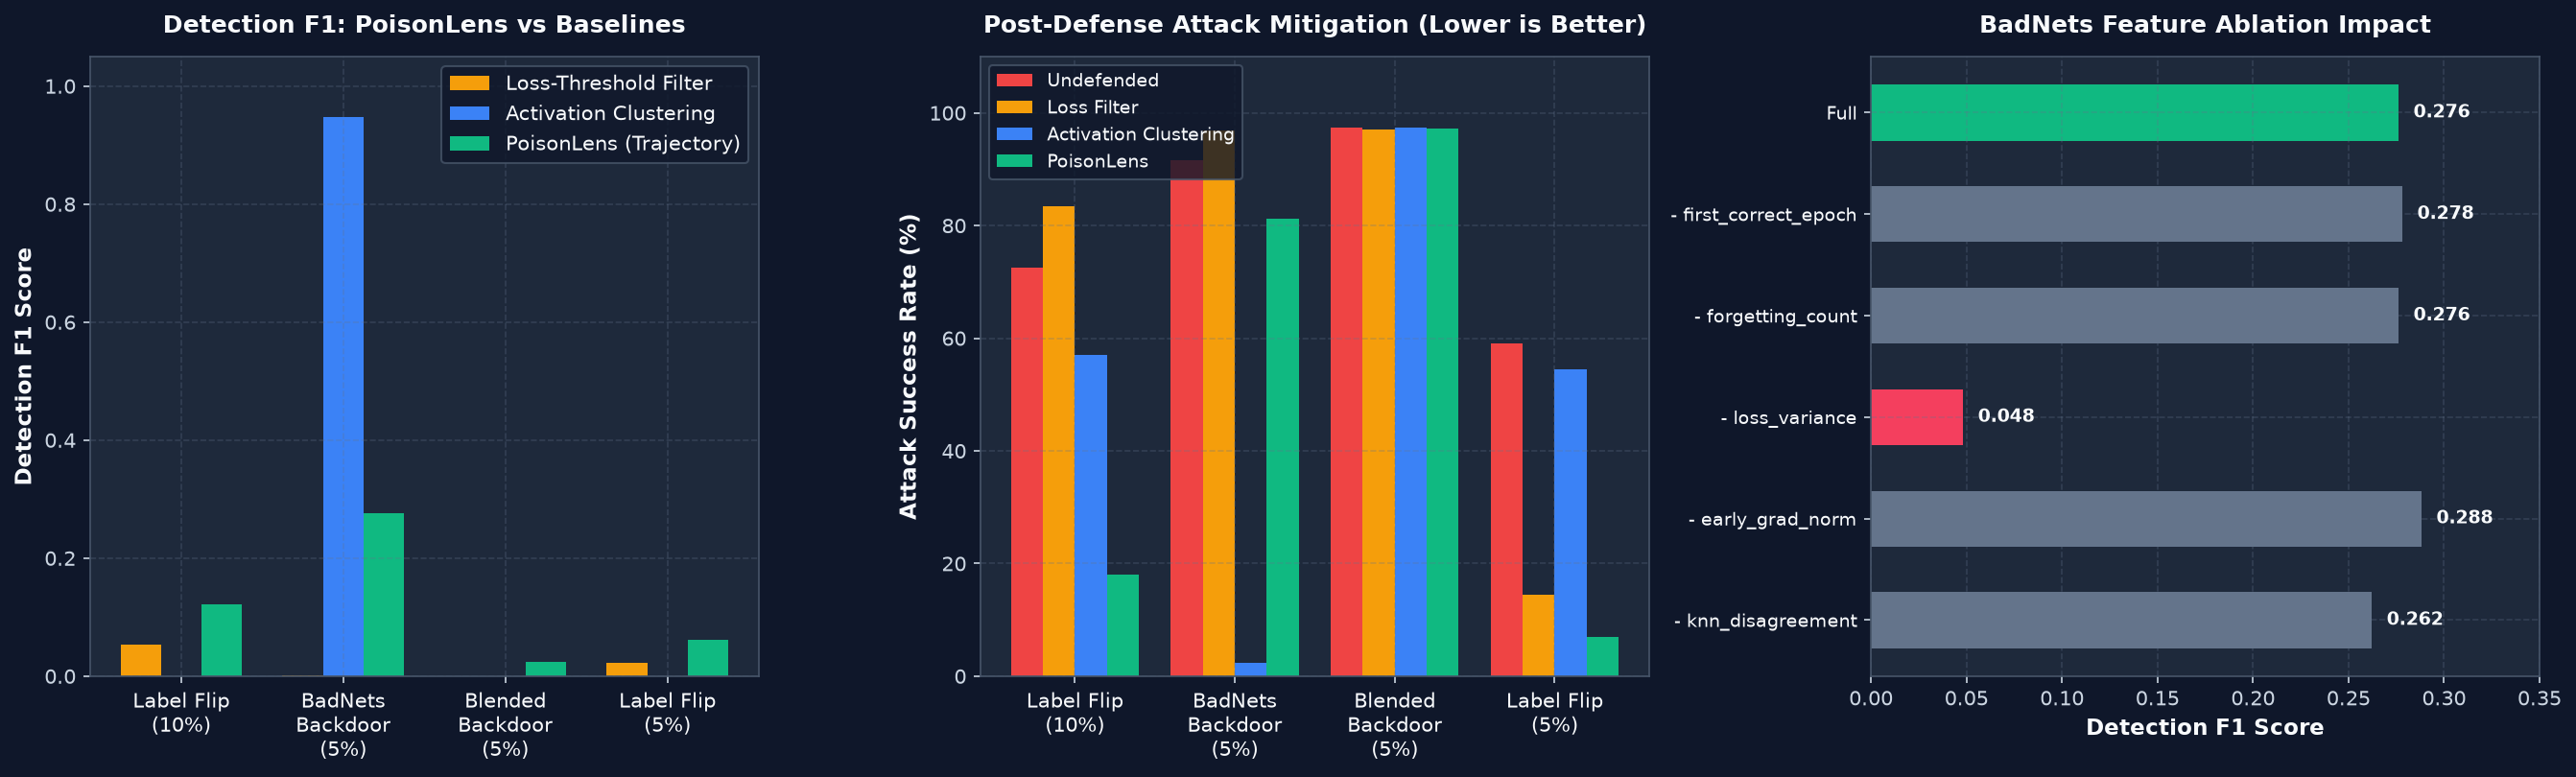 Detection F1: PoisonLens vs Baselines
Detection F1 Score
1.0
0.8
0.6
0.4
0.2
0.0
Loss-Threshold Filter
Activation Clustering
PoisonLens (Trajectory)
Label Flip
(10%)
BadNets
Backdoor
(5%)
Blended
Backdoor
(5%)
Label Flip
(5%)
Post-Defense Attack Mitigation (Lower is Better)
Attack Success Rate (%)
100
80
60
40
20
0
Undefended
Loss Filter
Activation Clustering
PoisonLens
Label Flip
(10%)
BadNets
Backdoor
(5%)
Blended
Backdoor
(5%)
Label Flip
(5%)
BadNets Feature Ablation Impact
Full
0.276
- first_correct_epoch
0.278
- forgetting_count
0.276
- loss_variance
0.048
- early_grad_norm
0.288
- knn_disagreement
0.262
0.00
0.05
0.10
0.15
0.20
0.25
0.30
0.35
Detection F1 Score